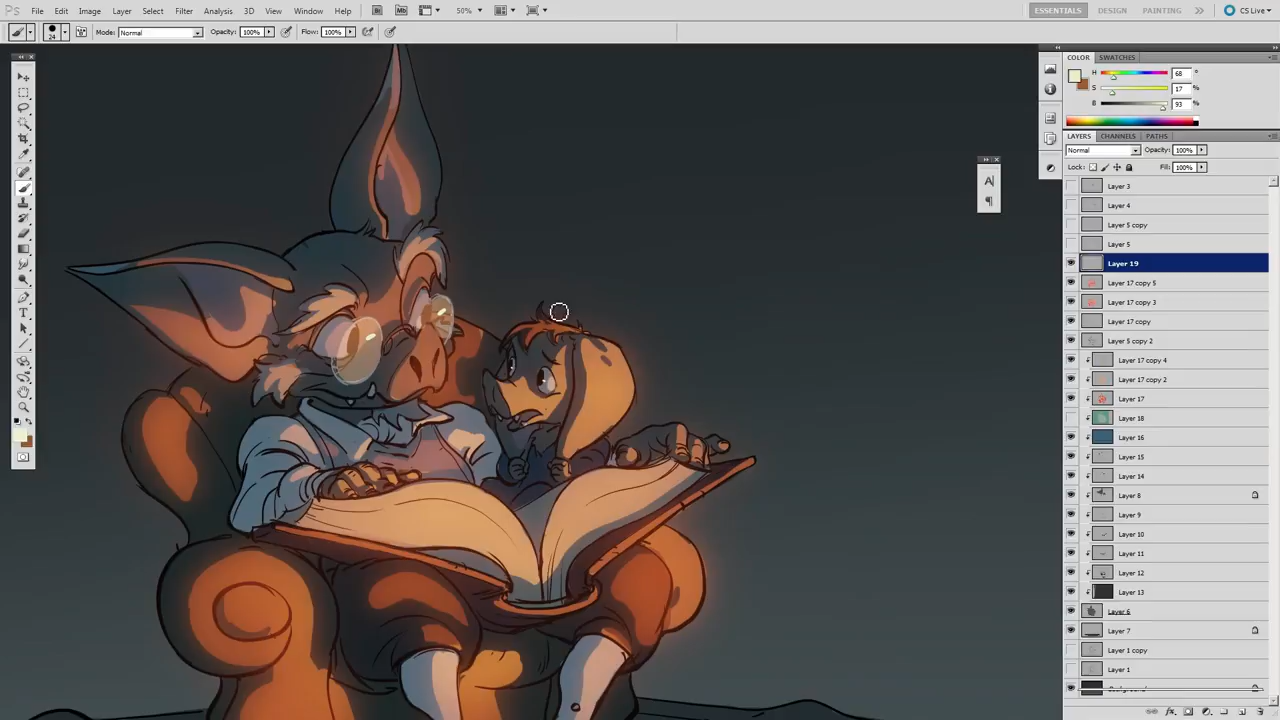 PS File Edit Image Layer Select Filter Analysis 3D View Window Help Br Mb 50% ESSENTIALS DESIGN PAINTING CS Live
24 Mode: Normal Opacity: 100% Flow: 100%
COLOR SWATCHES
H 68 °
S 17 %
B 93 %
LAYERS CHANNELS PATHS
Normal Opacity: 100%
Lock: Fill: 100%
Layer 3
Layer 4
Layer 5 copy
Layer 5
Layer 19
Layer 17 copy 5
Layer 17 copy 3
Layer 17 copy
Layer 5 copy 2
Layer 17 copy 4
Layer 17 copy 2
Layer 17
Layer 18
Layer 16
Layer 15
Layer 14
Layer 8
Layer 9
Layer 10
Layer 11
Layer 12
Layer 13
Layer 6
Layer 7
Layer 1 copy
Layer 1
Background